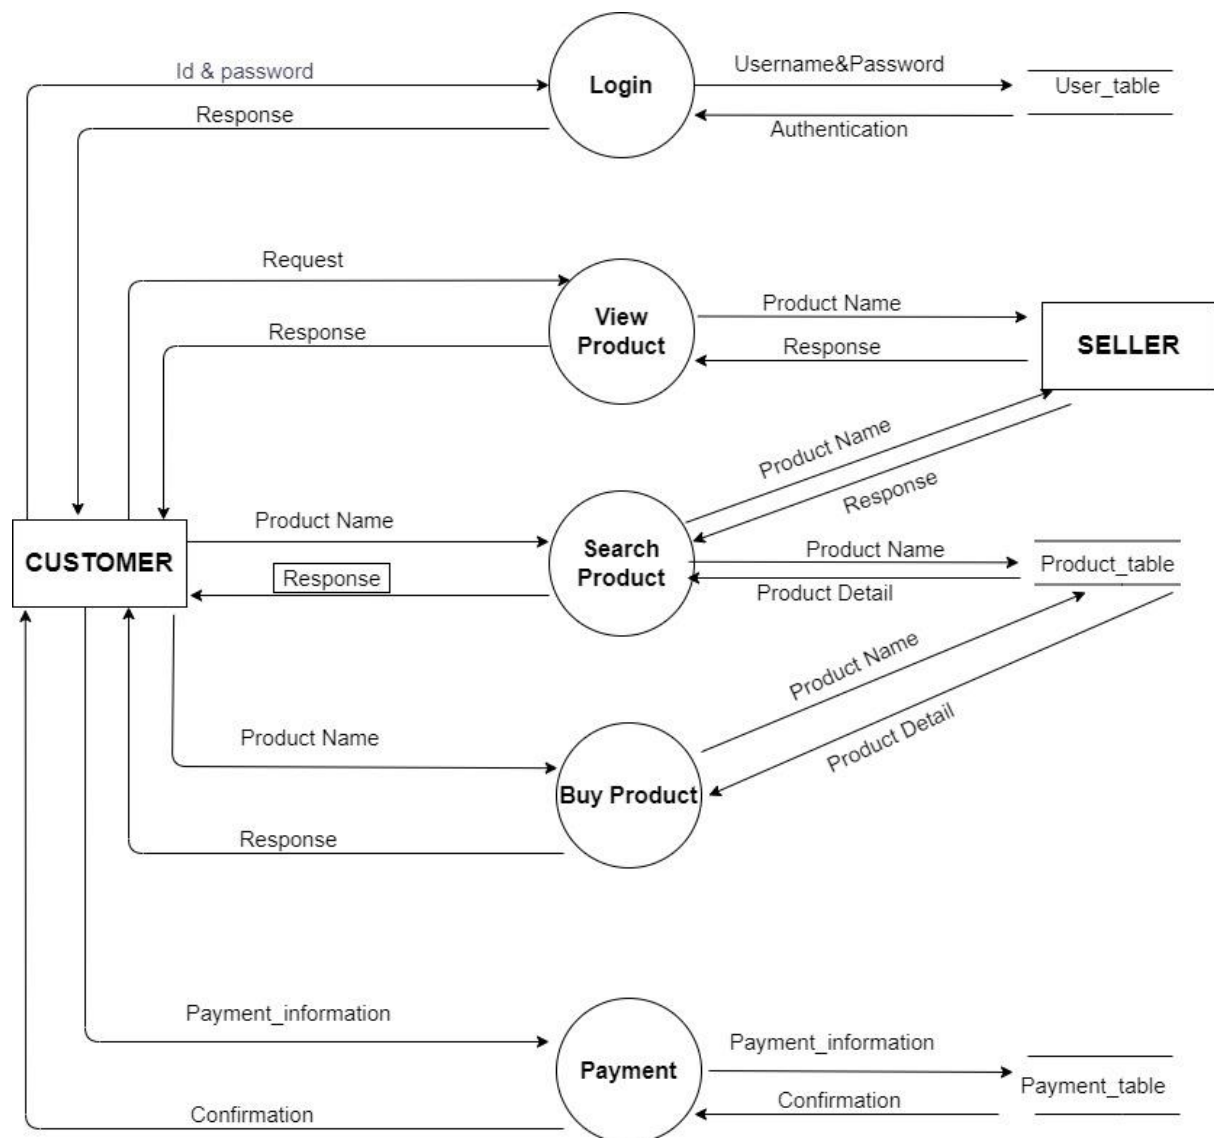 Id & password
Login
Username&Password
User_table
Response
Authentication
Request
View
Product
Product Name
SELLER
Response
Response
Product Name
Response
Product Name
CUSTOMER
Search
Product
Product Name
Product_table
Response
Product Detail
Product Name
Product Detail
Product Name
Buy Product
Response
Payment_information
Payment
Payment_information
Payment_table
Confirmation
Confirmation